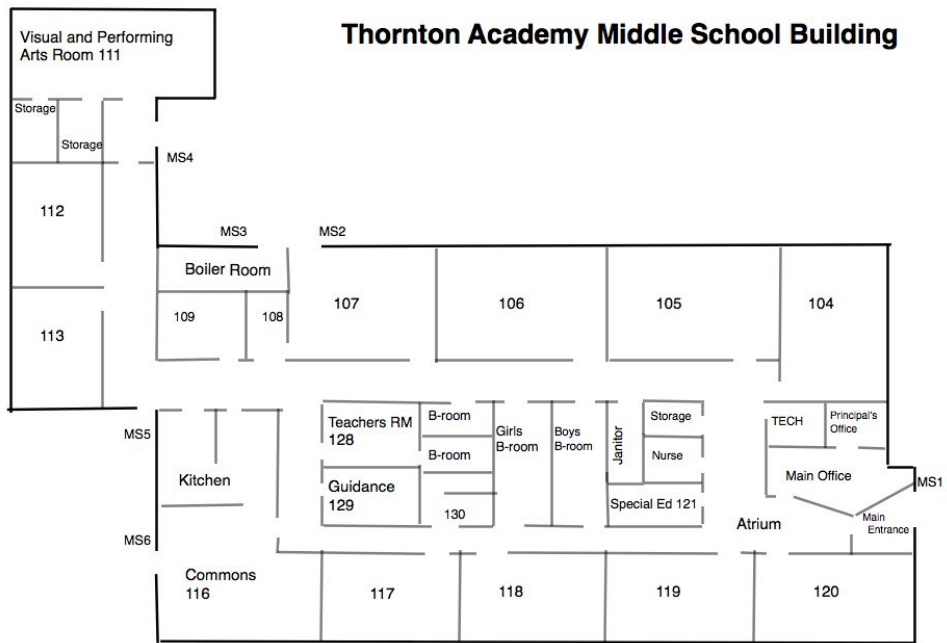 Thornton Academy Middle School Building
Visual and Performing
Arts Room 111
Storage
Storage
MS4
112
MS3
MS2
Boiler Room
107
106
105
104
109
108
113
MS5
Teachers RM
128
B-room
B-room
Girls
B-room
Boys
B-room
Janitor
Storage
Nurse
TECH
Principal's
Office
Kitchen
Guidance
129
130
Special Ed 121
Main Office
MS1
Atrium
Main
Entrance
MS6
Commons
116
117
118
119
120